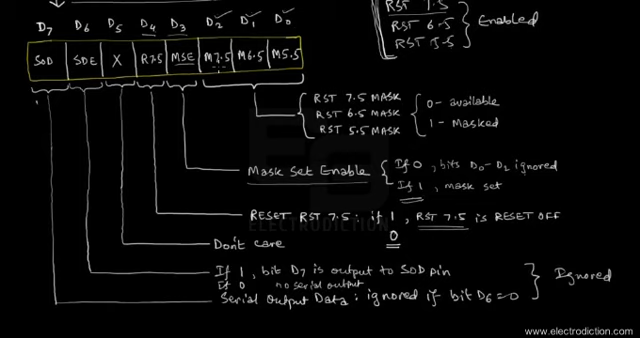 RST 7.5
RST 6.5 Enabled
RST 5.5
D7 D6 D5 D4 D3 D2 D1 D0
SOD SDE X R7.5 MSE M7.5 M6.5 M5.5
RST 7.5 MASK
RST 6.5 MASK
RST 5.5 MASK
0- available
1 - Masked
Mask Set Enable
If 0, bits D0-D2 ignored
If 1, mask set
RESET RST 7.5: if 1, RST 7.5 is RESET OFF
0
ELECTRODICTION
Don't care
If 1, bit D7 is output to SOD pin
If 0 no serial output
Serial Output Data: ignored if bit D6=0
Ignored
www.electrodiction.com